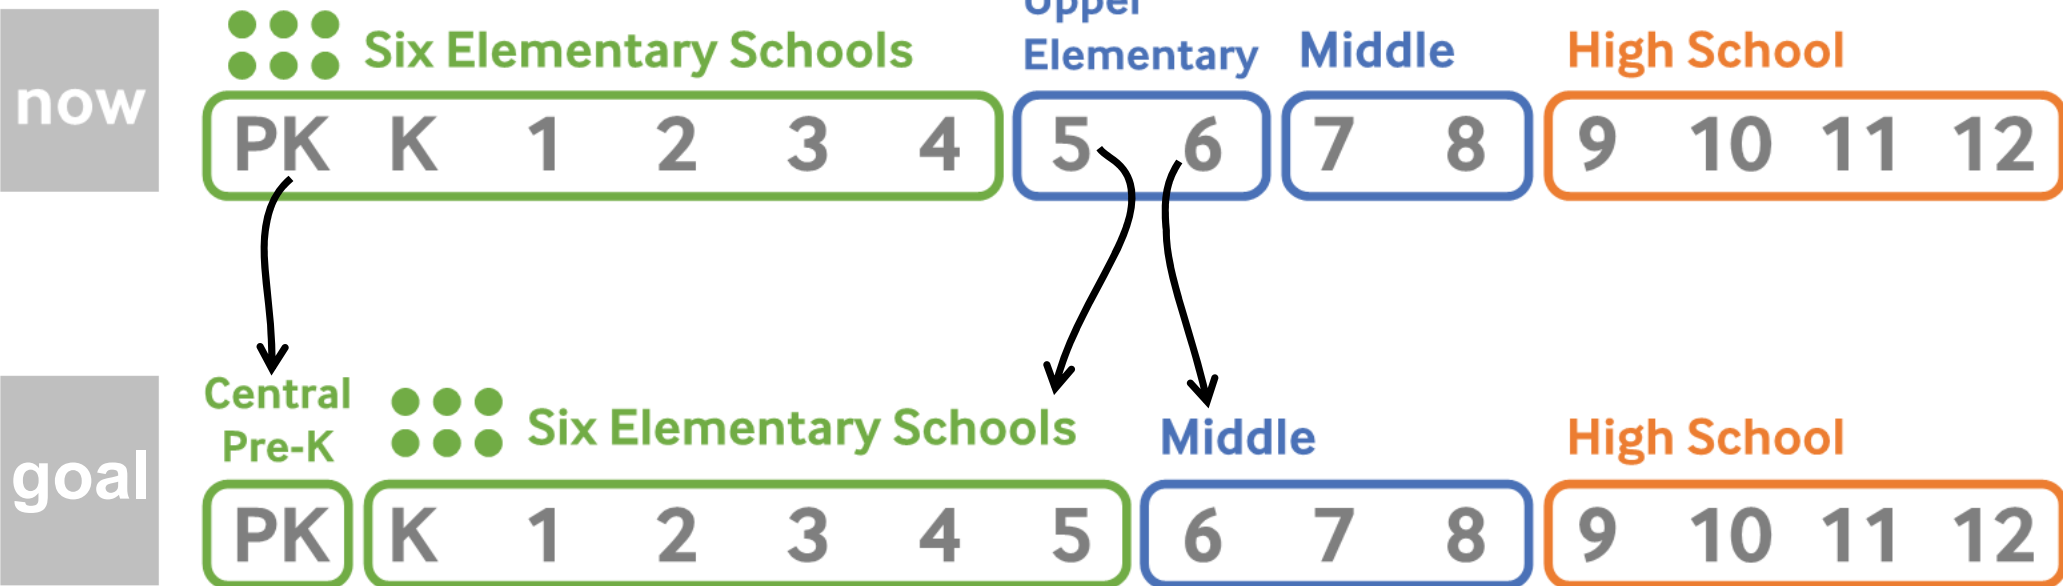 now
Six Elementary Schools
Upper
Elementary
Middle
High School
PK K 1 2 3 4 5 6 7 8 9 10 11 12
goal
Central
Pre-K
Six Elementary Schools
Middle
High School
PK K 1 2 3 4 5 6 7 8 9 10 11 12